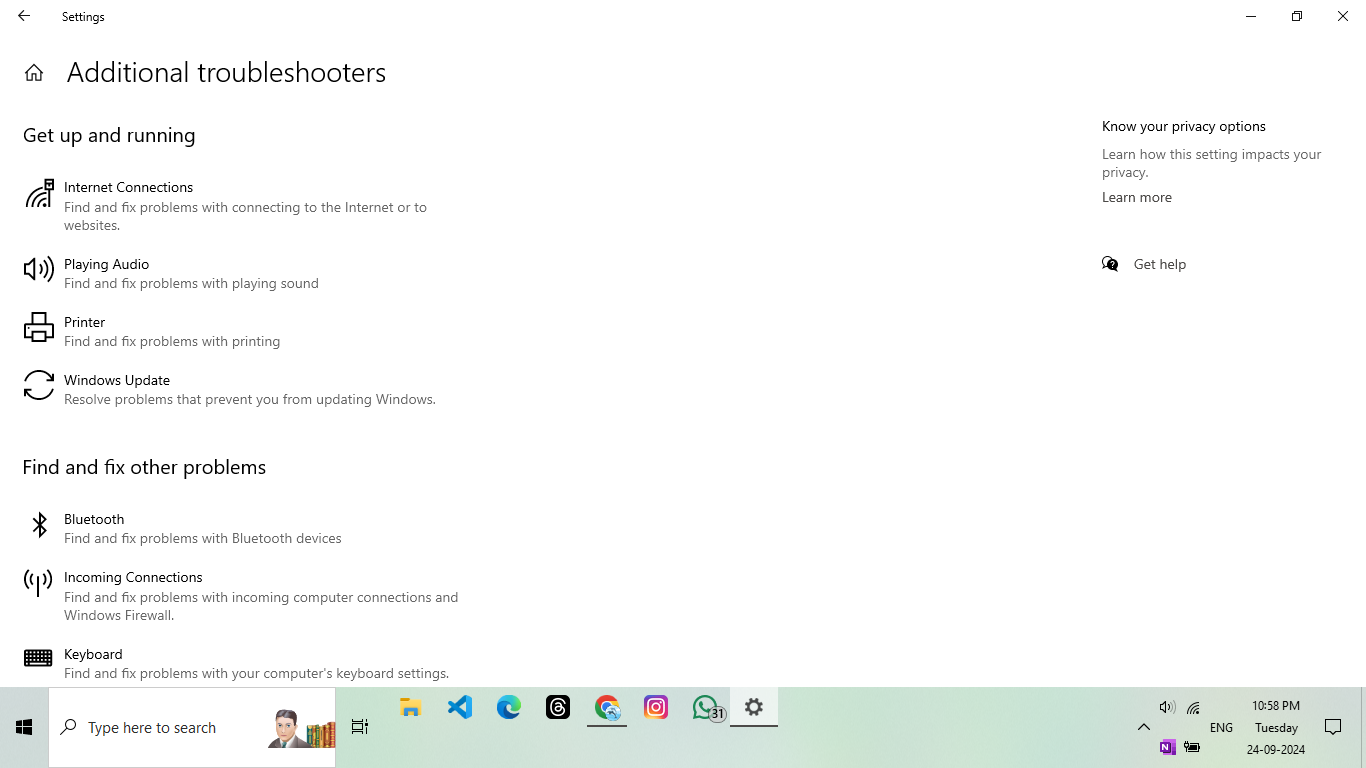 Settings
Additional troubleshooters
Get up and running
Internet Connections
Find and fix problems with connecting to the Internet or to
websites.
Playing Audio
Find and fix problems with playing sound
Printer
Find and fix problems with printing
Windows Update
Resolve problems that prevent you from updating Windows.
Find and fix other problems
Bluetooth
Find and fix problems with Bluetooth devices
Incoming Connections
Find and fix problems with incoming computer connections and
Windows Firewall.
Keyboard
Find and fix problems with your computer's keyboard settings.
Know your privacy options
Learn how this setting impacts your
privacy.
Learn more
Get help
Type here to search
31
N
ENG
10:58 PM
Tuesday
24-09-2024